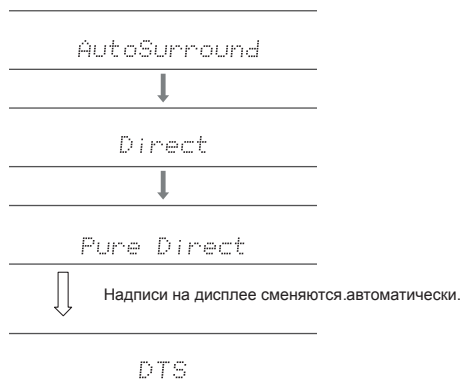 AutoSurround
Direct
Pure Direct
Надписи на дисплее сменяются.автоматически.
DTS